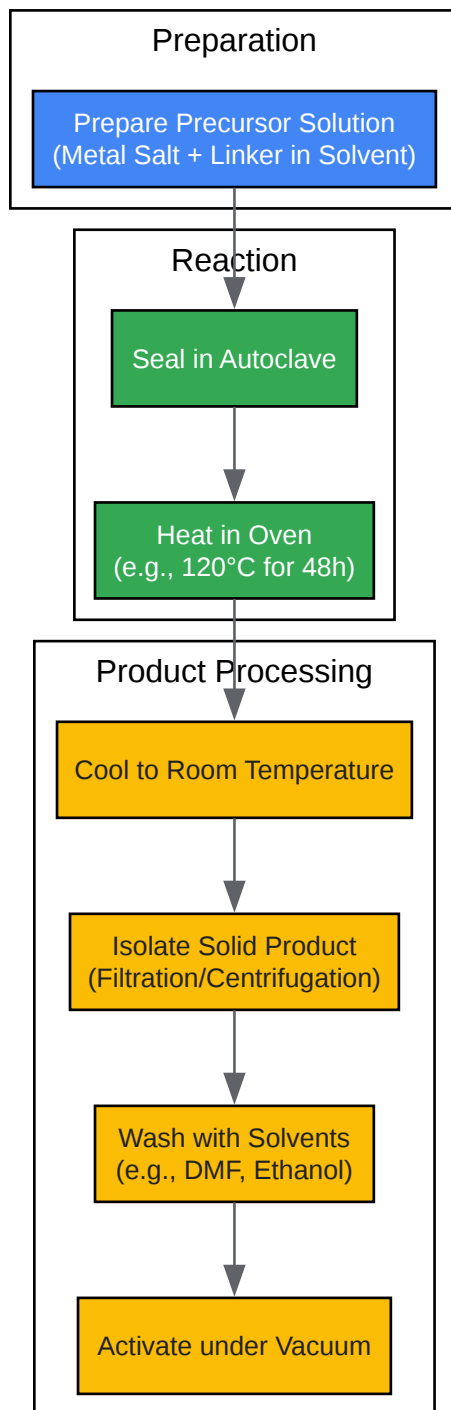 Preparation
Prepare Precursor Solution
(Metal Salt + Linker in Solvent)
Reaction
Seal in Autoclave
Heat in Oven
(e.g., 120°C for 48h)
Product Processing
Cool to Room Temperature
Isolate Solid Product
(Filtration/Centrifugation)
Wash with Solvents
(e.g., DMF, Ethanol)
Activate under Vacuum